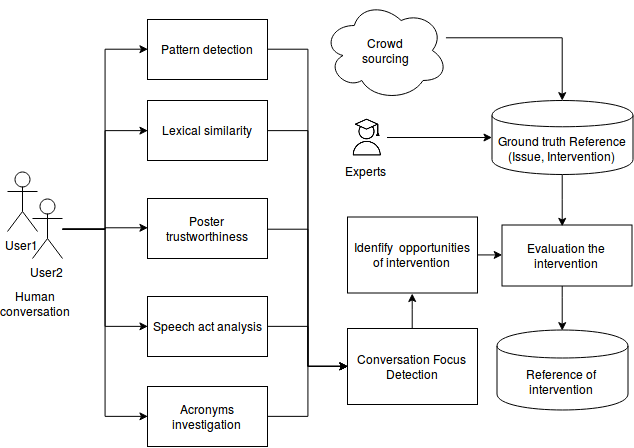 Pattern detection
Lexical similarity
Poster
trustworthiness
Speech act analysis
Acronyms
investigation
User1
User2
Human
conversation
Crowd
sourcing
Experts
Ground truth Reference
(Issue, Intervention)
Idenfify opportunities
of intervention
Evaluation the
intervention
Conversation Focus
Detection
Reference of
intervention